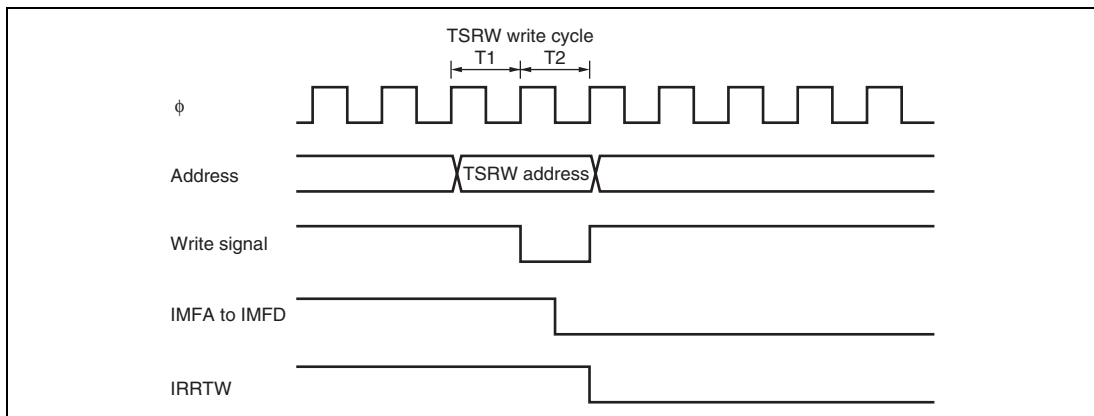 TSRW write cycle
T1 T2
ϕ
Address
TSRW address
Write signal
IMFA to IMFD
IRRTW